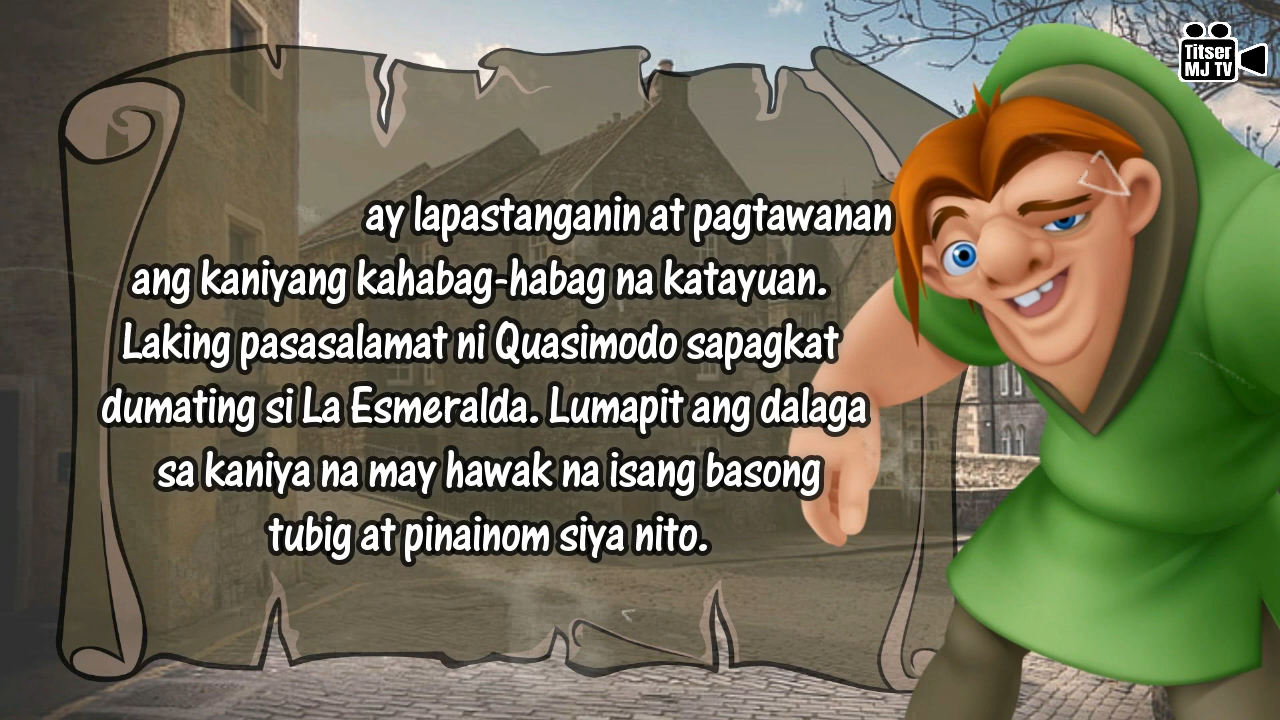 Titser
MJ TV
ay lapastanganin at pagtawanan
ang kaniyang kahabag-habag na katayuan.
Laking pasasalamat ni Quasimodo sapagkat
dumating si La Esmeralda. Lumapit ang dalaga
sa kaniya na may hawak na isang basong
tubig at pinainom siya nito.